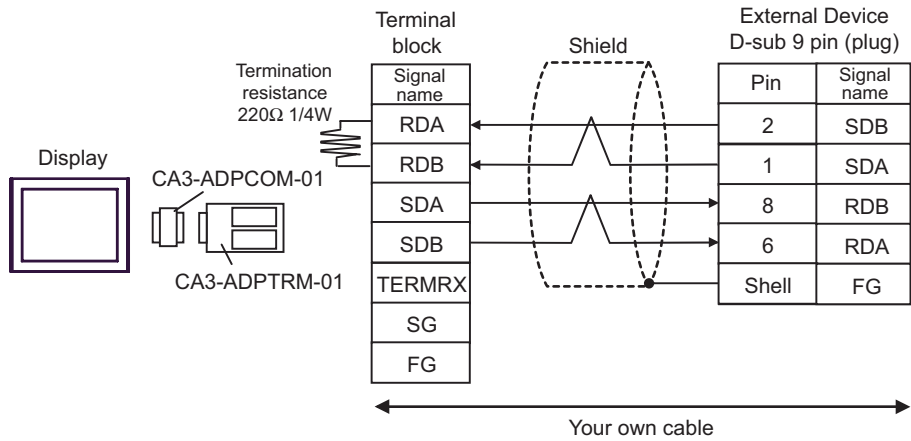 Terminal
block
Shield
External Device
D-sub 9 pin (plug)
Termination
resistance
220Ω 1/4W
Signal
name
Pin
Signal
name
RDA
2
SDB
RDB
1
SDA
Display
CA3-ADPCOM-01
SDA
8
RDB
SDB
6
RDA
CA3-ADPTRM-01
TERMRX
Shell
FG
SG
FG
Your own cable